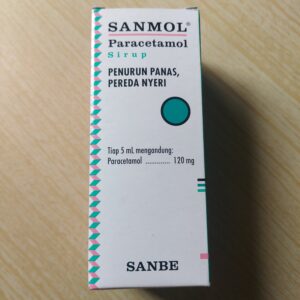 SANMOL®
Paracetamol
Sirup
PENURUN PANAS,
PEREDA NYERI
Tiap 5 mL mengandung:
Paracetamol ............. 120 mg
SANBE